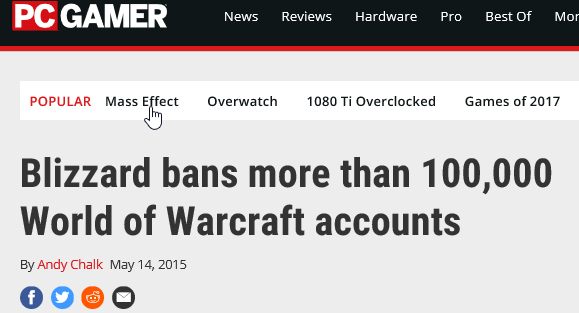 PC GAMER News Reviews Hardware Pro Best Of
POPULAR Mass Effect Overwatch 1080 Ti Overclocked Games of 2017
Blizzard bans more than 100,000
World of Warcraft accounts
By Andy Chalk May 14, 2015